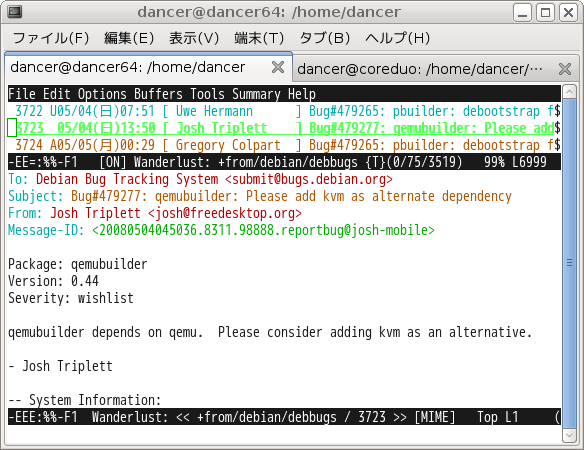 dancer@dancer64: /home/dancer
ファイル(F) 編集(E) 表示(V) 端末(T) タブ(B) ヘルプ(H)
dancer@dancer64: /home/dancer dancer@coreduo: /home/dancer/...
File Edit Options Buffers Tools Summary Help
3722 U05/04(日)07:51 [ Uwe Hermann ] Bug#479265: pbuilder: debootstrap f$
3723 05/04(日)13:50 [ Josh Triplett ] Bug#479277: qemubuilder: Please add$
3724 A05/05(月)00:29 [ Gregory Colpart ] Bug#479265: pbuilder: debootstrap f$
-EE=:%%-F1 [ON] Wanderlust: +from/debian/debbugs {T}(0/75/3519) 99% L6999
To: Debian Bug Tracking System <submit@bugs.debian.org>
Subject: Bug#479277: qemubuilder: Please add kvm as alternate dependency
From: Josh Triplett <josh@freedesktop.org>
Message-ID: <20080504045036.8311.98888.reportbug@josh-mobile>
Package: qemubuilder
Version: 0.44
Severity: wishlist
qemubuilder depends on qemu.  Please consider adding kvm as an alternative.
- Josh Triplett
-- System Information:
-EEE:%%-F1 Wanderlust: << +from/debian/debbugs / 3723 >> [MIME] Top L1 (